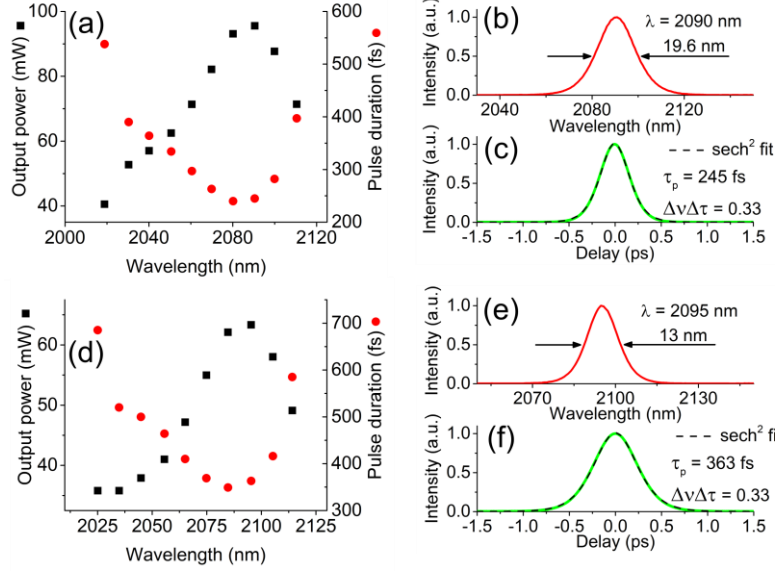 (a)
Output power (mW)
100
80
60
40
600
500
400
300
200
Pulse duration (fs)
2000 2040 2080 2120
Wavelength (nm)
(b)
Intensity (a.u.)
1.0
0.5
0.0
λ = 2090 nm
19.6 nm
2040 2080 2120
Wavelength (nm)
(c)
Intensity (a.u.)
1.0
0.5
0.0
sech² fit
τp = 245 fs
ΔνΔτ = 0.33
-1.5 -1.0 -0.5 0.0 0.5 1.0 1.5
Delay (ps)
(d)
Output power (mW)
60
50
40
700
600
500
400
300
Pulse duration (fs)
2025 2050 2075 2100 2125
Wavelength (nm)
(e)
Intensity (a.u.)
1.0
0.5
0.0
λ = 2095 nm
13 nm
2070 2100 2130
Wavelength (nm)
(f)
Intensity (a.u.)
1.0
0.5
0.0
sech² fit
τp = 363 fs
ΔνΔτ = 0.33
-1.5 -1.0 -0.5 0.0 0.5 1.0 1.5
Delay (ps)